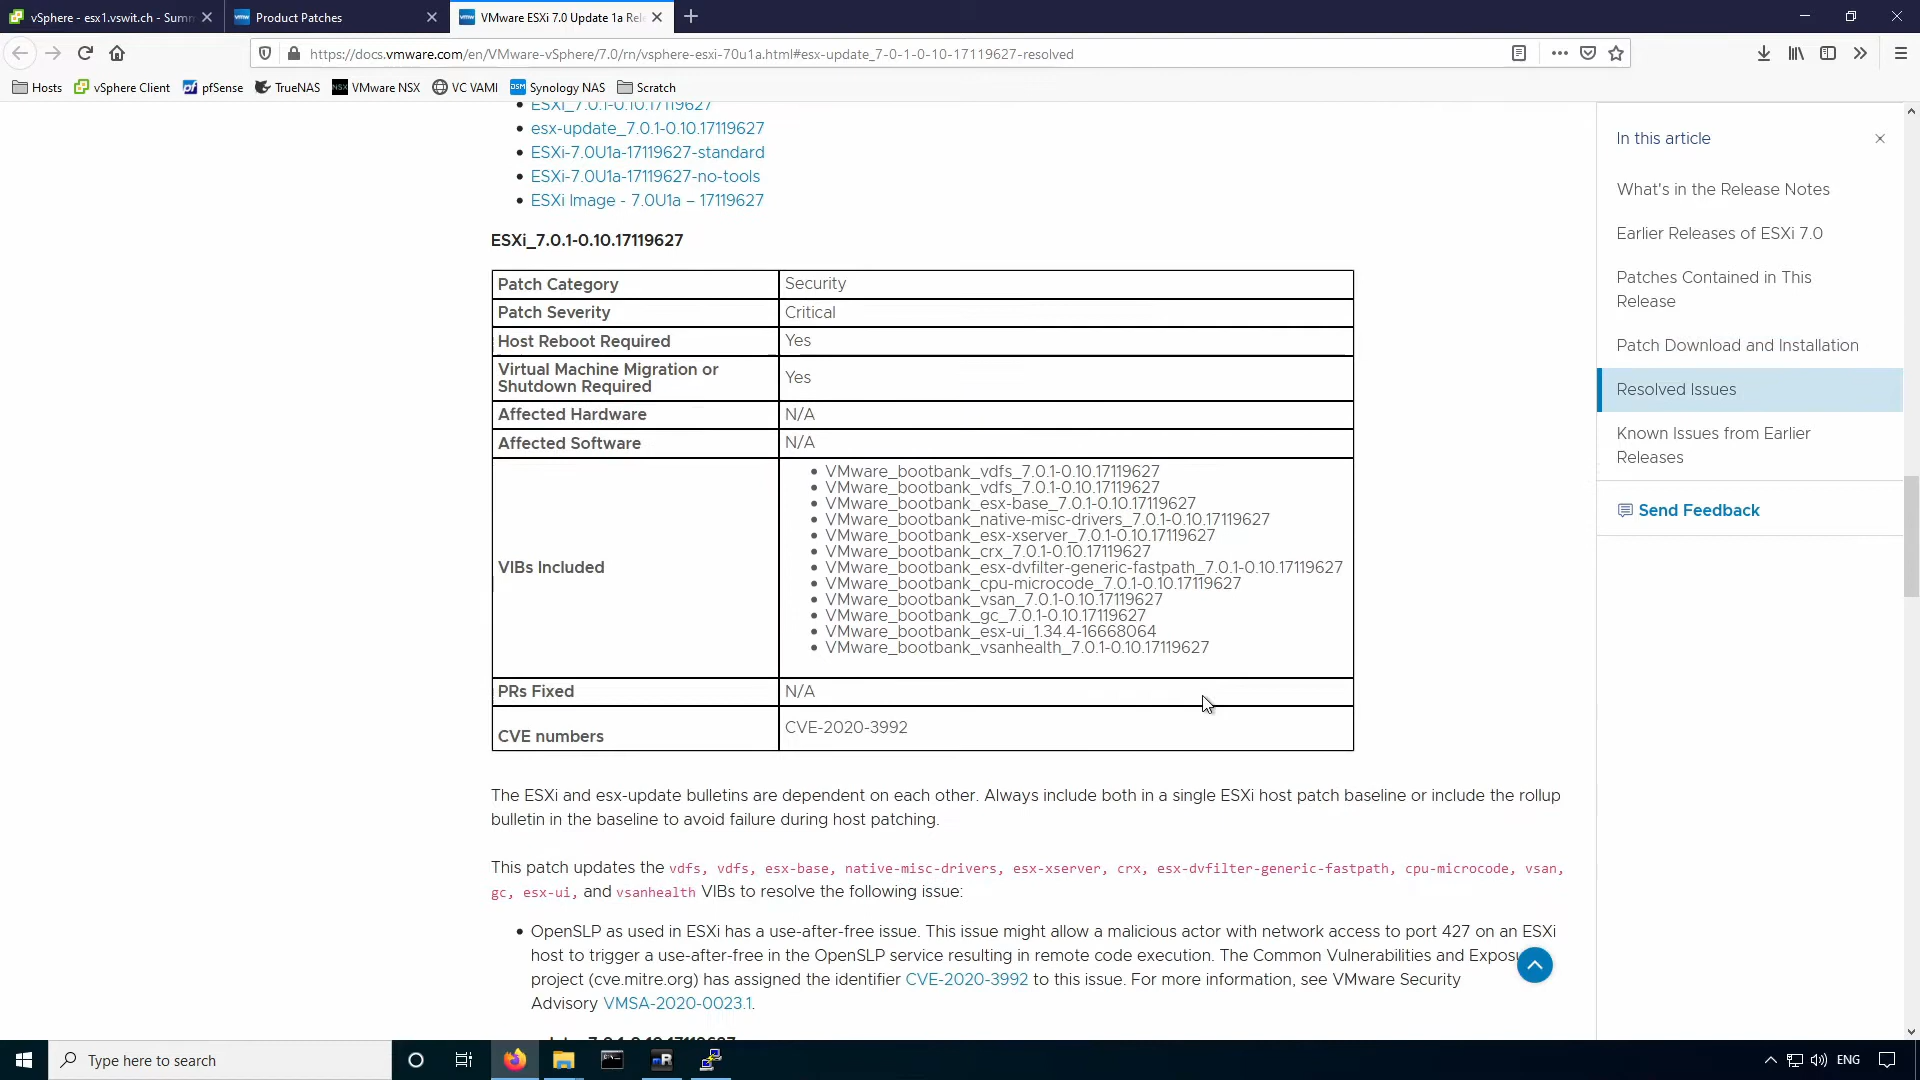 vSphere - esx1.vswit.ch - Summ
Product Patches
VMware ESXi 7.0 Update 1a Rel
https://docs.vmware.com/en/VMware-vSphere/7.0/rn/vsphere-esxi-70u1a.html#esx-update_7-0-1-0-10-17119627-resolved
Hosts
vSphere Client
pfSense
TrueNAS
VMware NSX
VC VAMI
Synology NAS
Scratch
ESXi_7.0.1-0.10.17119627
esx-update_7.0.1-0.10.17119627
ESXi-7.0U1a-17119627-standard
ESXi-7.0U1a-17119627-no-tools
ESXi Image - 7.0U1a – 17119627
ESXi_7.0.1-0.10.17119627
Patch Category Security
Patch Severity Critical
Host Reboot Required Yes
Virtual Machine Migration or
Shutdown Required Yes
Affected Hardware N/A
Affected Software N/A
VIBs Included
VMware_bootbank_vdfs_7.0.1-0.10.17119627
VMware_bootbank_vdfs_7.0.1-0.10.17119627
VMware_bootbank_esx-base_7.0.1-0.10.17119627
VMware_bootbank_native-misc-drivers_7.0.1-0.10.17119627
VMware_bootbank_esx-xserver_7.0.1-0.10.17119627
VMware_bootbank_crx_7.0.1-0.10.17119627
VMware_bootbank_esx-dvfilter-generic-fastpath_7.0.1-0.10.17119627
VMware_bootbank_cpu-microcode_7.0.1-0.10.17119627
VMware_bootbank_vsan_7.0.1-0.10.17119627
VMware_bootbank_gc_7.0.1-0.10.17119627
VMware_bootbank_esx-ui_1.34.4-16668064
VMware_bootbank_vsanhealth_7.0.1-0.10.17119627
PRs Fixed N/A
CVE numbers CVE-2020-3992
The ESXi and esx-update bulletins are dependent on each other. Always include both in a single ESXi host patch baseline or include the rollup
bulletin in the baseline to avoid failure during host patching.
This patch updates the vdfs, vdfs, esx-base, native-misc-drivers, esx-xserver, crx, esx-dvfilter-generic-fastpath, cpu-microcode, vsan,
gc, esx-ui, and vsanhealth VIBs to resolve the following issue:
OpenSLP as used in ESXi has a use-after-free issue. This issue might allow a malicious actor with network access to port 427 on an ESXi
host to trigger a use-after-free in the OpenSLP service resulting in remote code execution. The Common Vulnerabilities and Exposu
project (cve.mitre.org) has assigned the identifier CVE-2020-3992 to this issue. For more information, see VMware Security
Advisory VMSA-2020-0023.1.
In this article
What's in the Release Notes
Earlier Releases of ESXi 7.0
Patches Contained in This
Release
Patch Download and Installation
Resolved Issues
Known Issues from Earlier
Releases
Send Feedback
Type here to search
ENG